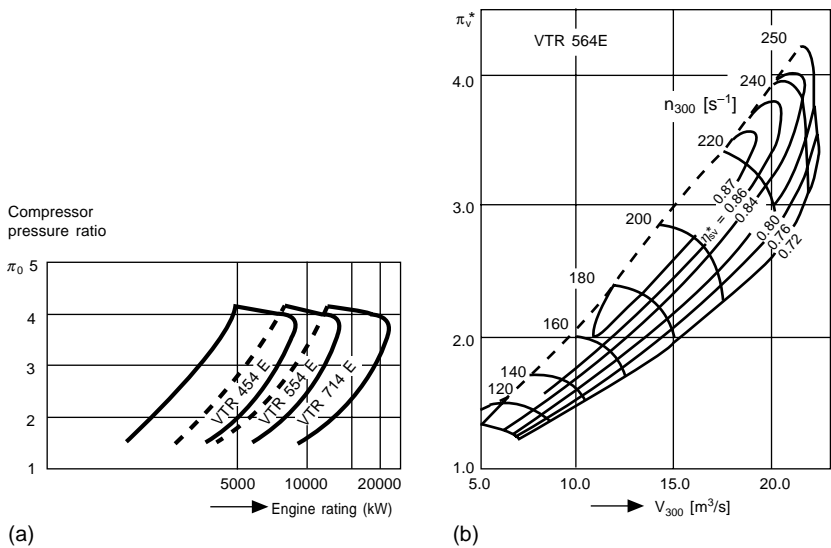 Compressor
pressure ratio
π₀ 5
4
3
2
1
VTR 454 E
VTR 554 E
VTR 714 E
5000
10000
20000
Engine rating (kW)
(a)
πᵥ*
VTR 564E
4.0
3.0
2.0
1.0
n₃₀₀ [s⁻¹]
250
240
220
200
180
160
140
120
0.87
η*ₛᵥ = 0.86
0.84
0.80
0.76
0.72
5.0
10.0
15.0
20.0
V₃₀₀ [m³/s]
(b)